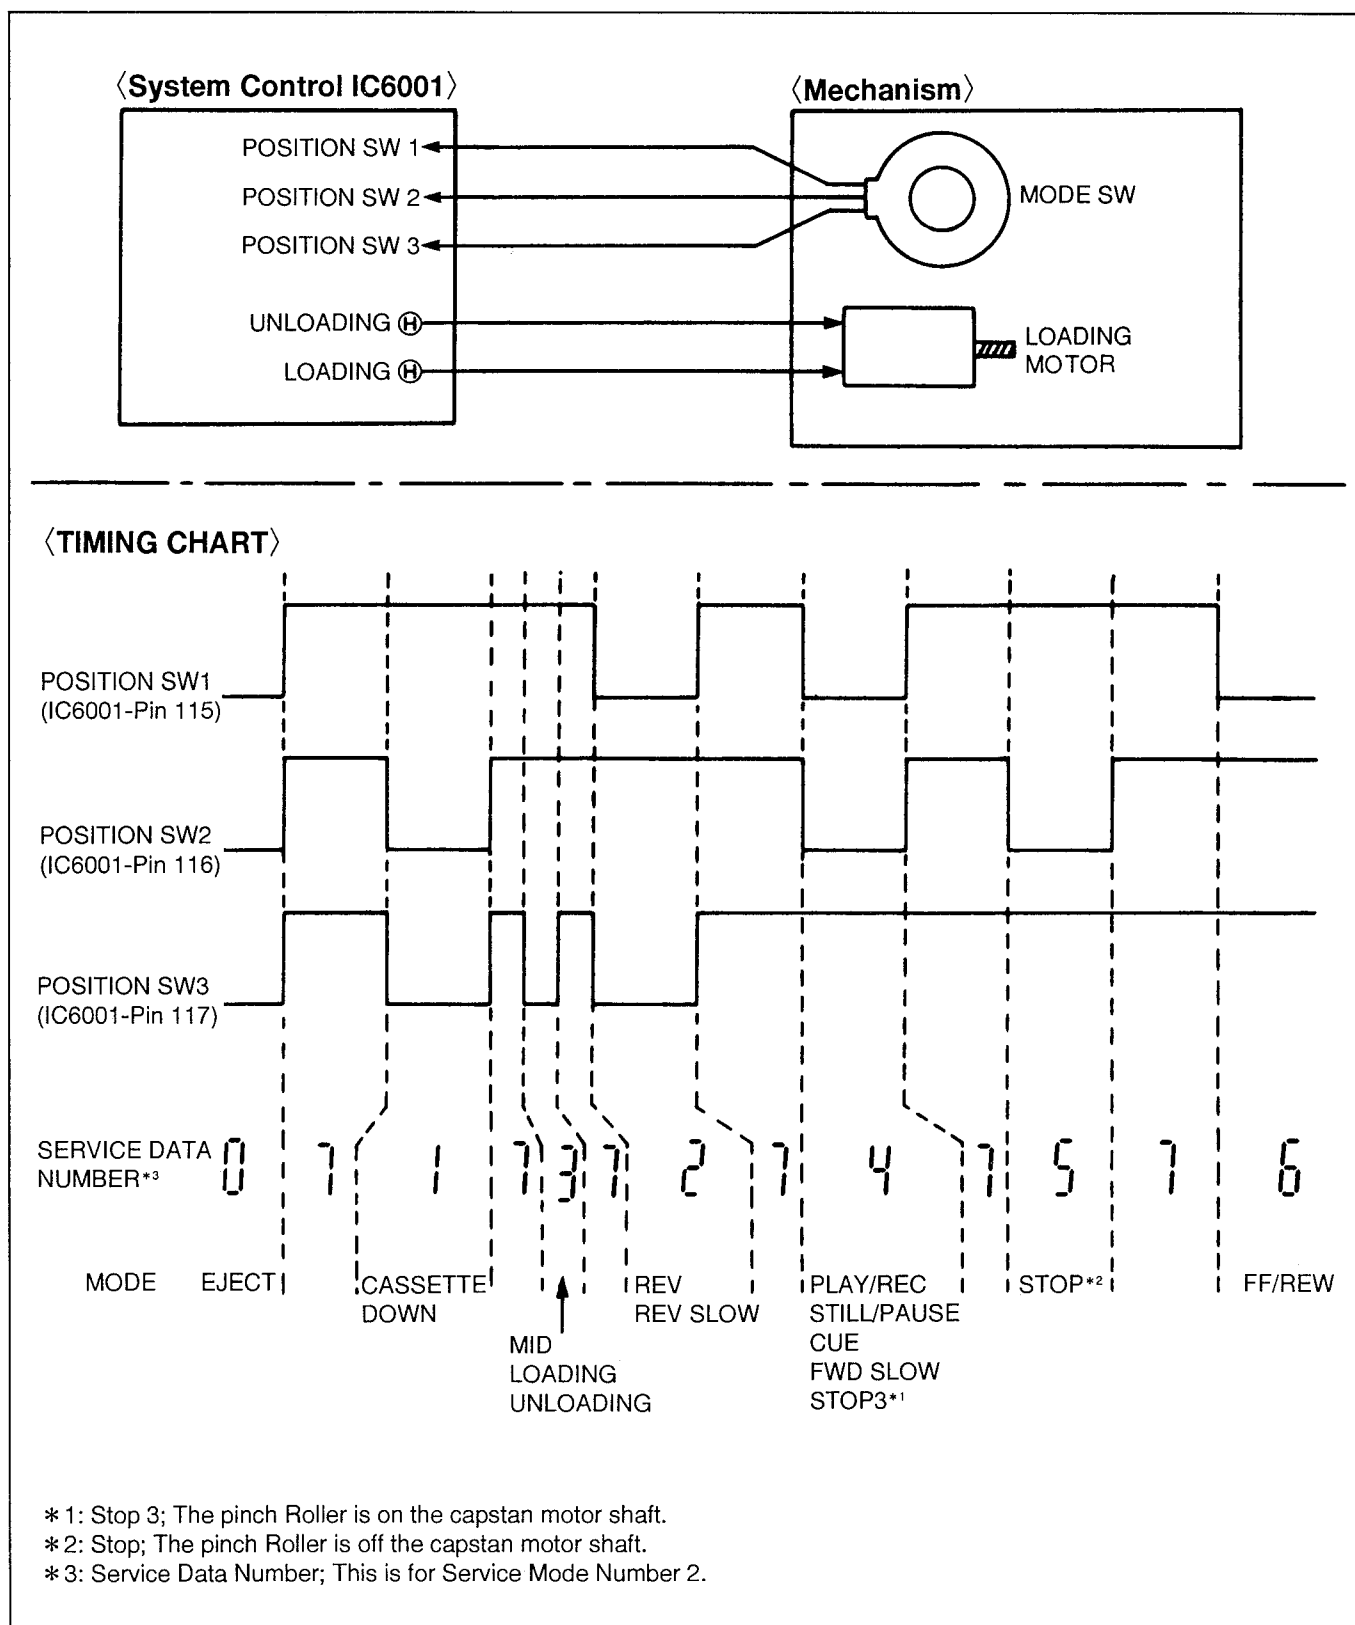 〈System Control IC6001〉
〈Mechanism〉
POSITION SW 1
POSITION SW 2
POSITION SW 3
UNLOADING Ⓗ
LOADING Ⓗ
MODE SW
LOADING
MOTOR
〈TIMING CHART〉
POSITION SW1
(IC6001-Pin 115)
POSITION SW2
(IC6001-Pin 116)
POSITION SW3
(IC6001-Pin 117)
SERVICE DATA
NUMBER*3
0 7 1 7 3 7 2 7 4 7 5 7 6
MODE
EJECT
CASSETTE
DOWN
MID
LOADING
UNLOADING
REV
REV SLOW
PLAY/REC
STILL/PAUSE
CUE
FWD SLOW
STOP3*1
STOP*2
FF/REW
*1: Stop 3; The pinch Roller is on the capstan motor shaft.
*2: Stop; The pinch Roller is off the capstan motor shaft.
*3: Service Data Number; This is for Service Mode Number 2.